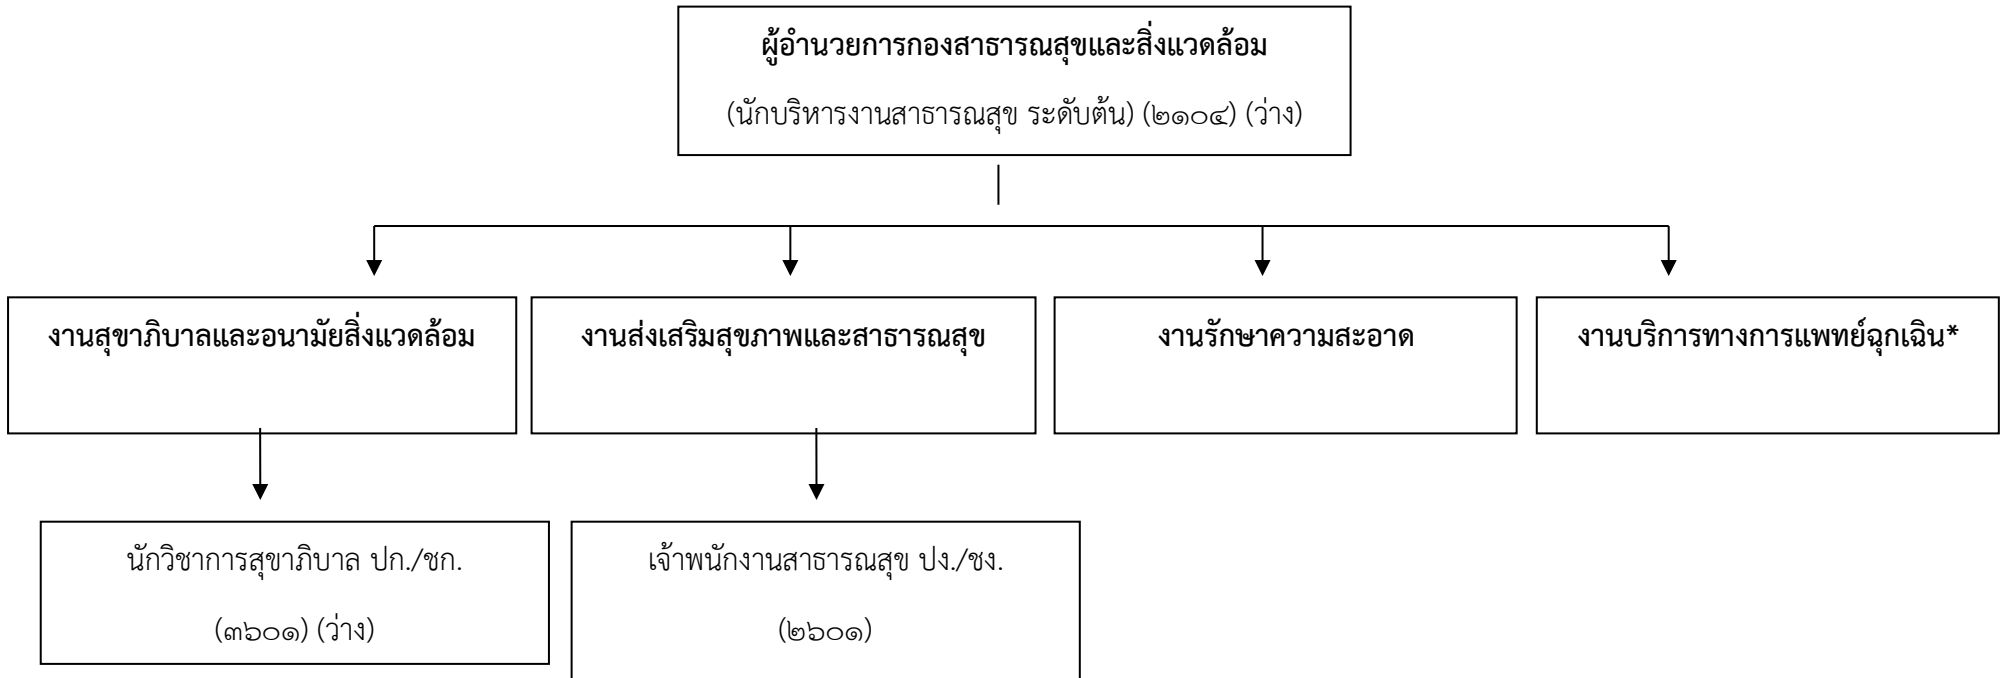 ผู้อำนวยการกองสาธารณสุขและสิ่งแวดล้อม
(นักบริหารงานสาธารณสุข ระดับต้น) (๒๑๐๔) (ว่าง)
งานสุขาภิบาลและอนามัยสิ่งแวดล้อม
งานส่งเสริมสุขภาพและสาธารณสุข
งานรักษาความสะอาด
งานบริการทางการแพทย์ฉุกเฉิน*
นักวิชาการสุขาภิบาล ปก./ชก.
(๓๖๐๑) (ว่าง)
เจ้าพนักงานสาธารณสุข ปง./ชง.
(๒๖๐๑)